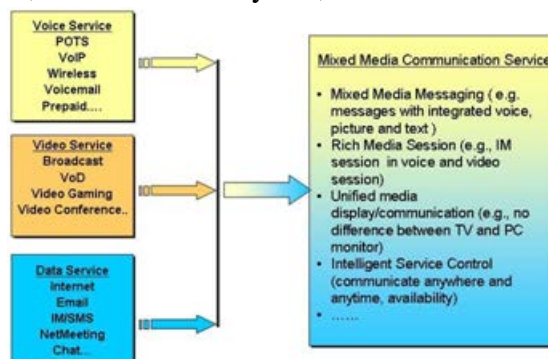 Voice Service
POTS
VoIP
Wireless
Voicemail
Prepaid....
Video Service
Broadcast
VoD
Video Gaming
Video Conference..
Data Service
Internet
Email
IM/SMS
NetMeeting
Chat...
Mixed Media Communication Service
• Mixed Media Messaging ( e.g.
messages with integrated voice,
picture and text )
• Rich Media Session (e.g., IM
session in voice and video
session)
• Unified media
display/communication (e.g., no
difference between TV and PC
monitor)
• Intelligent Service Control
(communicate anywhere and
anytime, availability)
• ......